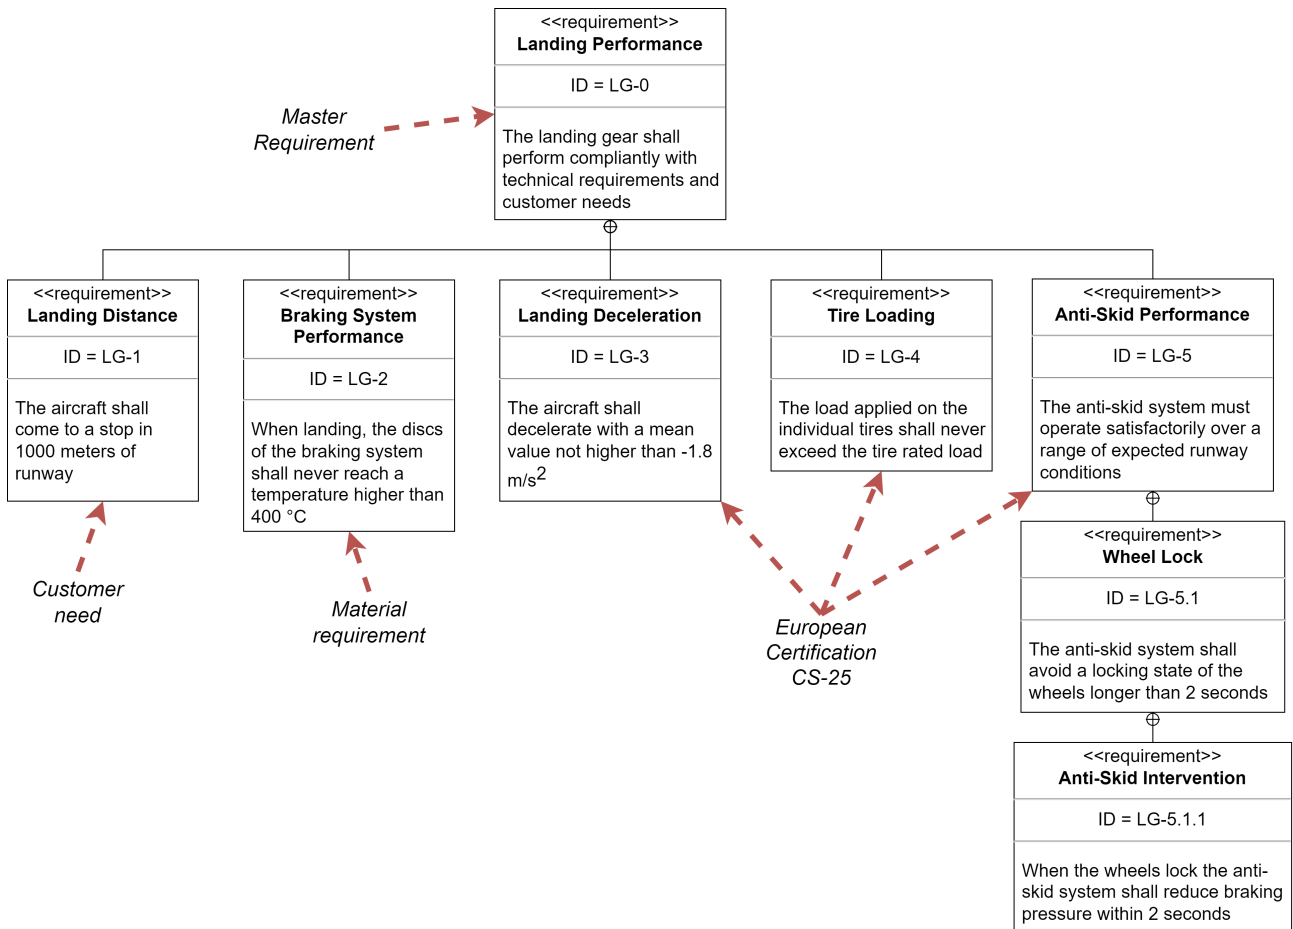 <<requirement>>
Landing Performance
ID = LG-0
The landing gear shall
perform compliantly with
technical requirements and
customer needs
Master
Requirement
<<requirement>>
Landing Distance
ID = LG-1
The aircraft shall
come to a stop in
1000 meters of
runway
<<requirement>>
Braking System
Performance
ID = LG-2
When landing, the discs
of the braking system
shall never reach a
temperature higher than
400 °C
<<requirement>>
Landing Deceleration
ID = LG-3
The aircraft shall
decelerate with a mean
value not higher than -1.8
m/s²
<<requirement>>
Tire Loading
ID = LG-4
The load applied on the
individual tires shall never
exceed the tire rated load
<<requirement>>
Anti-Skid Performance
ID = LG-5
The anti-skid system must
operate satisfactorily over a
range of expected runway
conditions
Customer
need
Material
requirement
European
Certification
CS-25
<<requirement>>
Wheel Lock
ID = LG-5.1
The anti-skid system shall
avoid a locking state of the
wheels longer than 2 seconds
<<requirement>>
Anti-Skid Intervention
ID = LG-5.1.1
When the wheels lock the anti-
skid system shall reduce braking
pressure within 2 seconds